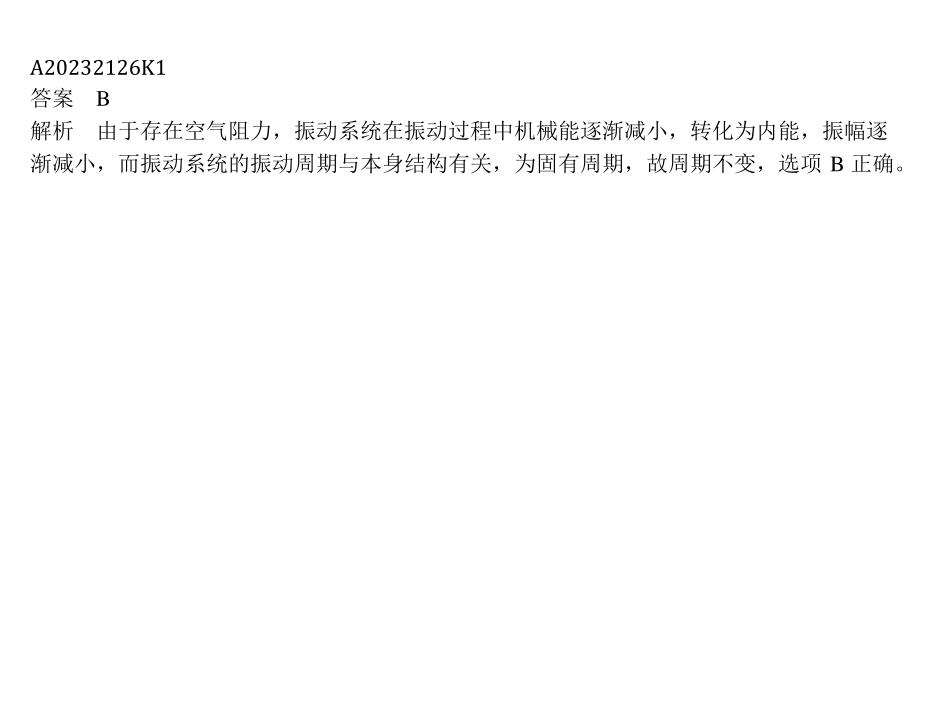 A20232126K1
答案 B
解析 由于存在空气阻力，振动系统在振动过程中机械能逐渐减小，转化为内能，振幅逐
渐减小，而振动系统的振动周期与本身结构有关，为固有周期，故周期不变，选项 B 正确。